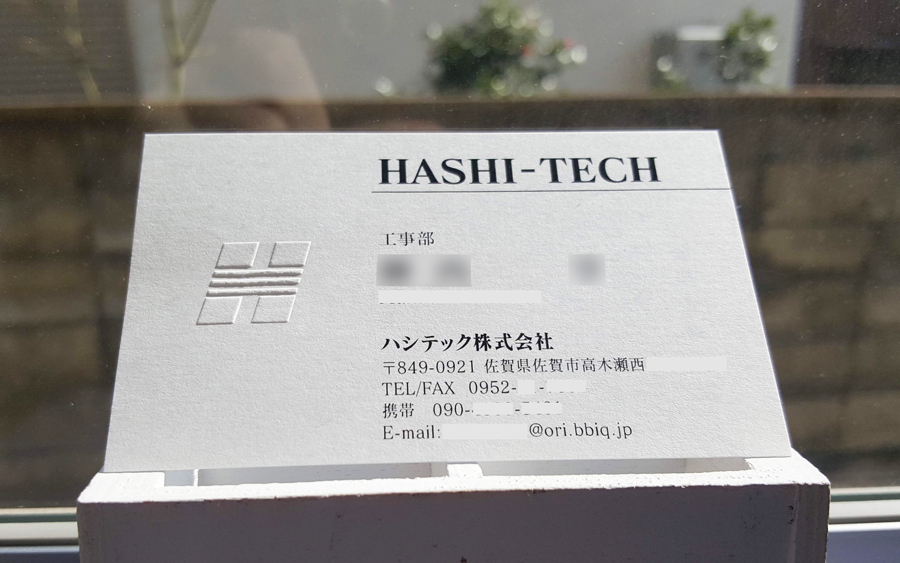 HASHI-TECH
工事部
ハシテック株式会社
〒849-0921 佐賀県佐賀市高木瀬西
TEL/FAX 0952- -
携帯 090- -
E-mail: @ori.bbiq.jp